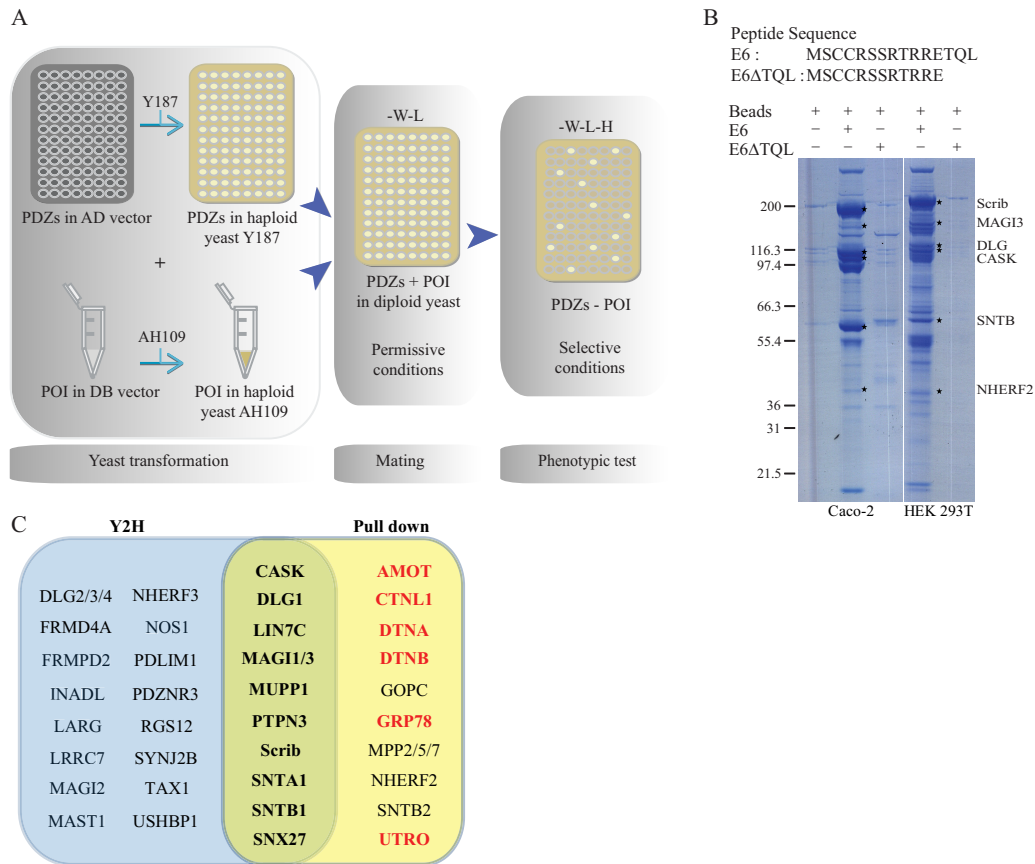 A
Y187
PDZs in AD vector
PDZs in haploid
yeast Y187
+
AH109
POI in DB vector
POI in haploid
yeast AH109
-W-L
PDZs + POI
in diploid yeast
Permissive
conditions
-W-L-H
PDZs - POI
Selective
conditions
Yeast transformation
Mating
Phenotypic test
B
Peptide Sequence
E6 : MSCCRSSRTRRETQL
E6ΔTQL : MSCCRSSRTRRE
Beads + + + + +
E6 − + − + −
E6ΔTQL − − + − +
200
116.3
97.4
66.3
55.4
36
31
21.5
Scrib
MAGI3
DLG
CASK
SNTB
NHERF2
Caco-2 HEK 293T
C
Y2H
Pull down
DLG2/3/4 NHERF3
FRMD4A NOS1
FRMPD2 PDLIM1
INADL PDZNR3
LARG RGS12
LRRC7 SYNJ2B
MAGI2 TAX1
MAST1 USHBP1
CASK
DLG1
LIN7C
MAGI1/3
MUPP1
PTPN3
Scrib
SNTA1
SNTB1
SNX27
AMOT
CTNL1
DTNA
DTNB
GOPC
GRP78
MPP2/5/7
NHERF2
SNTB2
UTRO